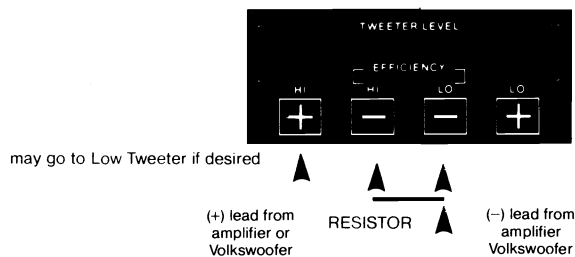 TWEETER LEVEL
EFFICIENCY
HI HI LO LO
+ − − +
may go to Low Tweeter if desired
(+) lead from
amplifier or
Volkswoofer
RESISTOR
(−) lead from
amplifier
Volkswoofer